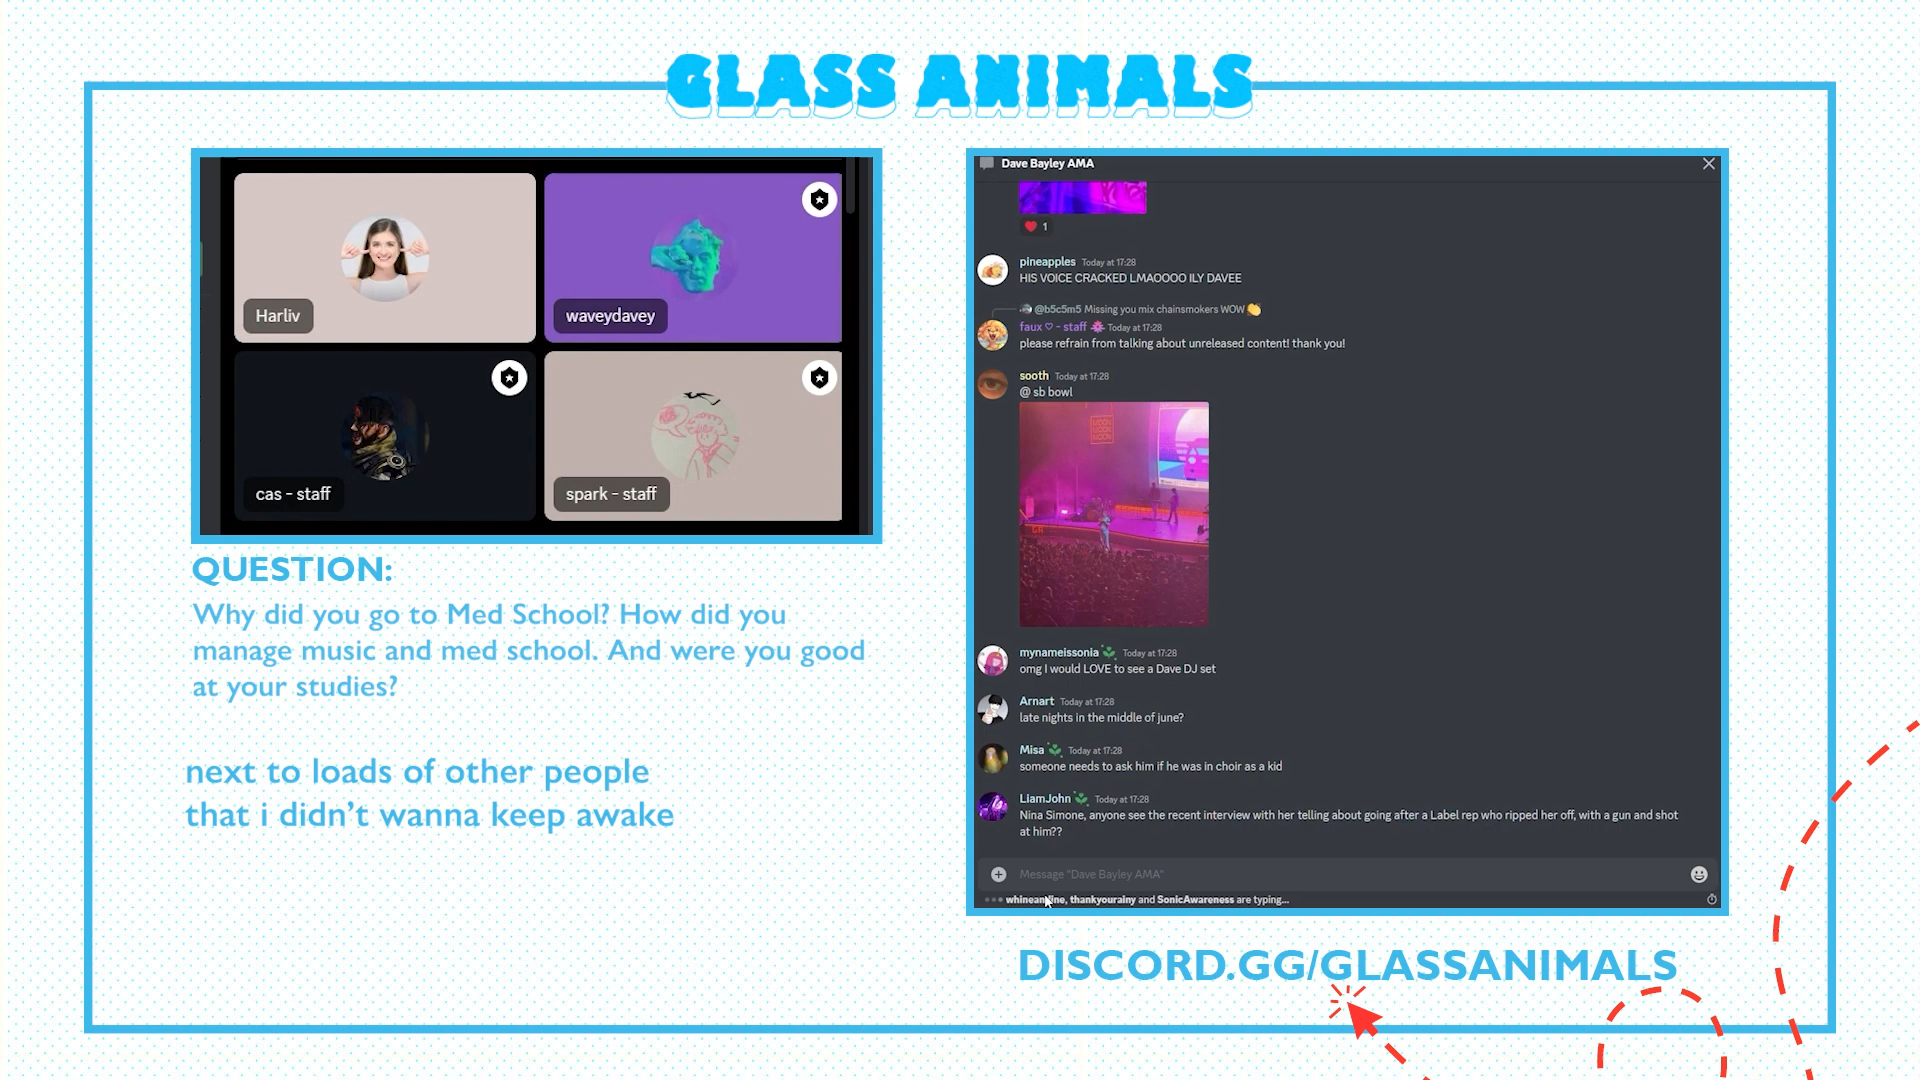 GLASS ANIMALS
Harliv
waveydavey
cas - staff
spark - staff
QUESTION:
Why did you go to Med School? How did you
manage music and med school. And were you good
at your studies?
next to loads of other people
that i didn't wanna keep awake
Dave Bayley AMA
❤️ 1
pineapples Today at 17:28
HIS VOICE CRACKED LMAOOOO ILY DAVEE
@b5c5m5 Missing you mix chainsmokers WOW 👏
faux ♡ - staff Today at 17:28
please refrain from talking about unreleased content! thank you!
sooth Today at 17:28
@ sb bowl
mynameissonia Today at 17:28
omg I would LOVE to see a Dave DJ set
Arnart Today at 17:28
late nights in the middle of june?
Misa Today at 17:28
someone needs to ask him if he was in choir as a kid
LiamJohn Today at 17:28
Nina Simone, anyone see the recent interview with her telling about going after a Label rep who ripped her off, with a gun and shot
at him??
Message "Dave Bayley AMA"
thankyourainy and SonicAwareness are typing...
DISCORD.GG/GLASSANIMALS